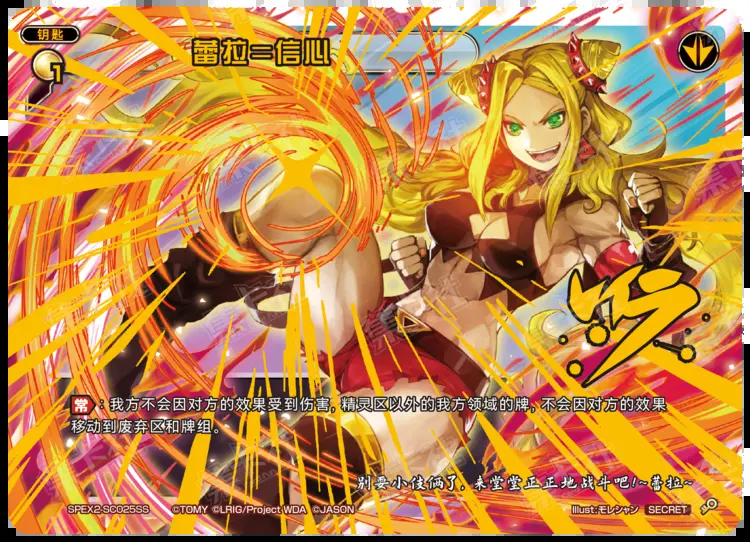 钥匙
1
蕾拉=信心
常:我方不会因对方的效果受到伤害,精灵区以外的我方领域的牌,不会因对方的效果
移动到废弃区和牌组。
别耍小伎俩了,来堂堂正正地战斗吧!~蕾拉~
SPEX2-SC025SS ©TOMY ©LRIG/Project WDA ©JASON Illust:モレシャン SECRET